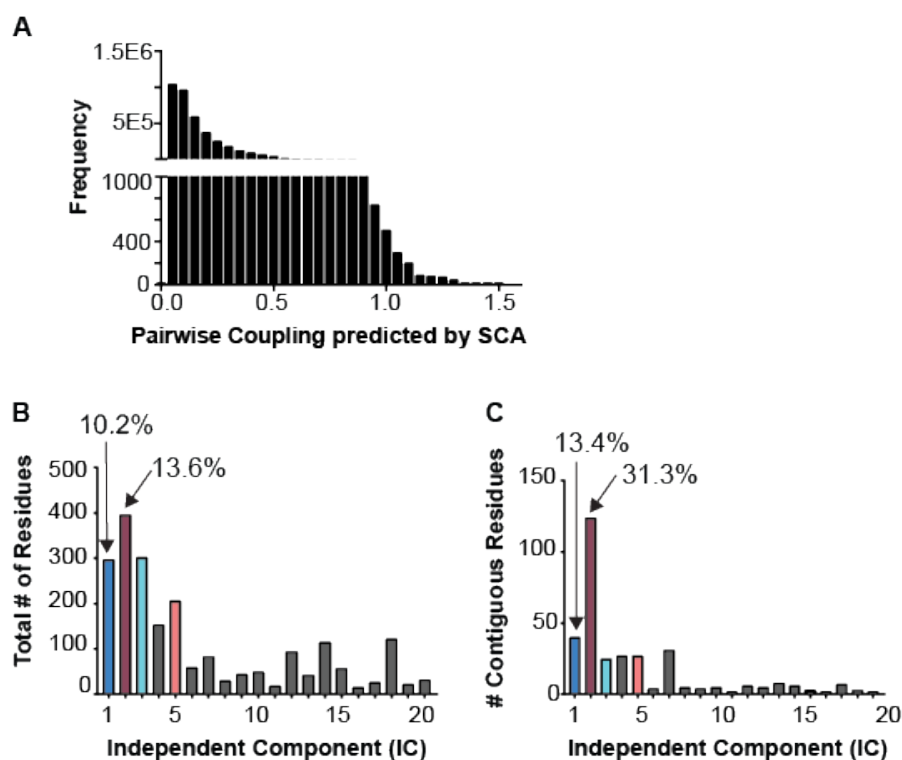 A
1.5E6
5E5
1000
400
0
Frequency
0.0 0.5 1.0 1.5
Pairwise Coupling predicted by SCA
B
10.2%
13.6%
500
400
300
200
100
0
Total # of Residues
1 5 10 15 20
Independent Component (IC)
C
13.4%
31.3%
150
100
50
0
# Contiguous Residues
1 5 10 15 20
Independent Component (IC)